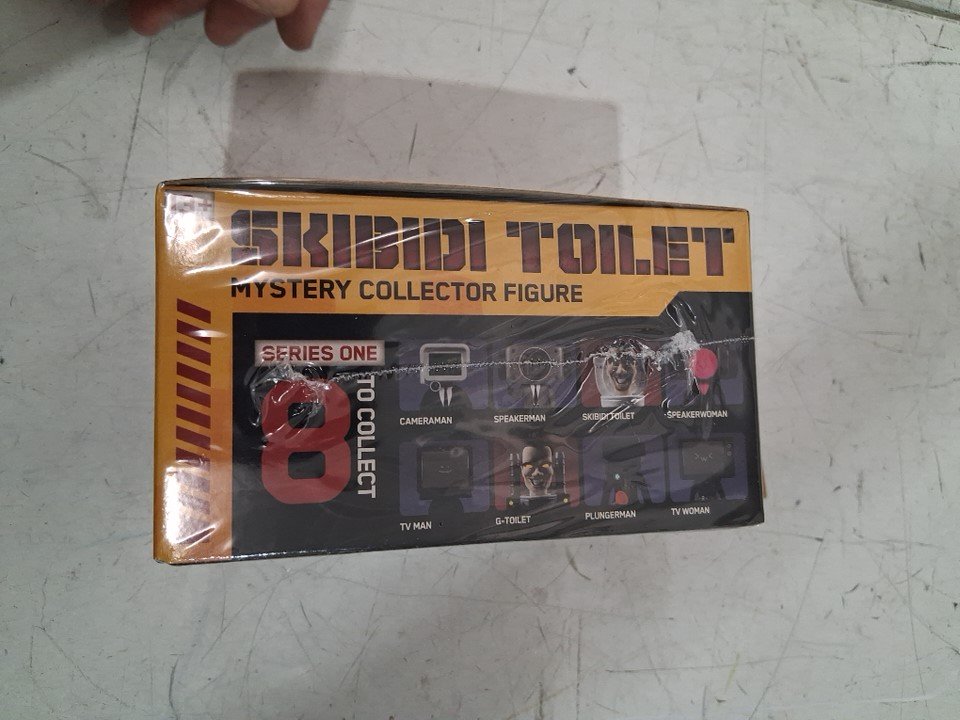 SKIBIDI TOILET
MYSTERY COLLECTOR FIGURE
SERIES ONE
8
TO COLLECT
CAMERAMAN
SPEAKERMAN
SKIBIDI TOILET
SPEAKERWOMAN
TV MAN
G-TOILET
PLUNGERMAN
TV WOMAN